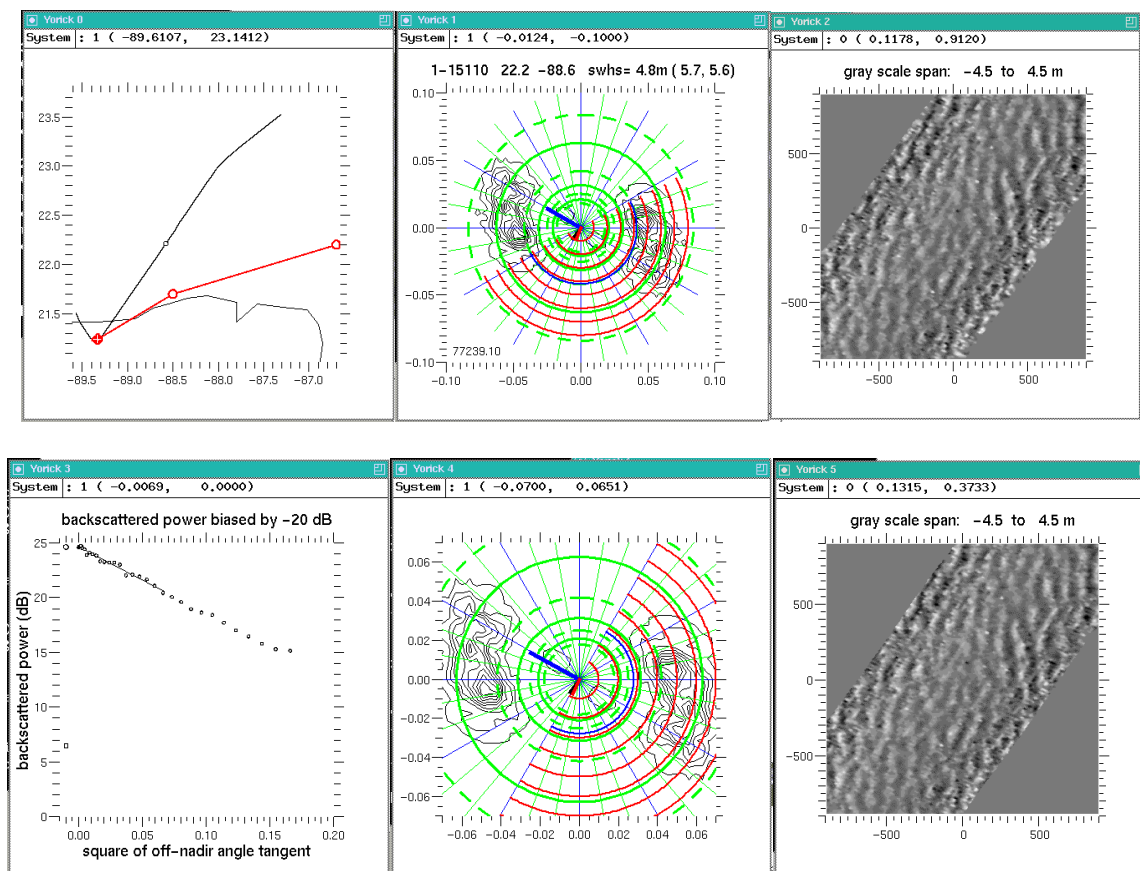 Yorick 0
System : 1 ( -89.6107, 23.1412)
23.5
23.0
22.5
22.0
21.5
-89.5 -89.0 -88.5 -88.0 -87.5 -87.0
Yorick 1
System : 1 ( -0.0124, -0.1000)
1-15110 22.2 -88.6 swhs= 4.8m ( 5.7, 5.6)
0.10
0.05
0.00
-0.05
-0.10
77239.10
-0.10 -0.05 0.00 0.05 0.10
Yorick 2
System : 0 ( 0.1178, 0.9120)
gray scale span: -4.5 to 4.5 m
500
0
-500
-500 0 500
Yorick 3
System : 1 ( -0.0069, 0.0000)
backscattered power biased by -20 dB
backscattered power (dB)
25
20
15
10
5
0
0.00 0.05 0.10 0.15 0.20
square of off-nadir angle tangent
Yorick 4
System : 1 ( -0.0700, 0.0651)
0.06
0.04
0.02
0.00
-0.02
-0.04
-0.06
-0.06 -0.04 -0.02 0.00 0.02 0.04 0.06
Yorick 5
System : 0 ( 0.1315, 0.3733)
gray scale span: -4.5 to 4.5 m
500
0
-500
-500 0 500